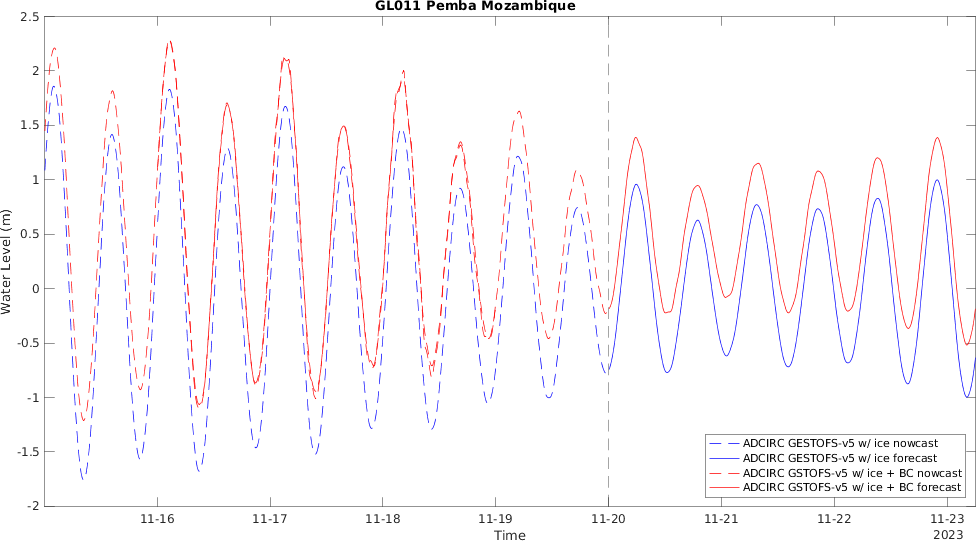 GL011 Pemba Mozambique
2.5
2
1.5
1
0.5
0
-0.5
-1
-1.5
-2
Water Level (m)
11-16
11-17
11-18
11-19
11-20
11-21
11-22
11-23
Time
2023
ADCIRC GESTOFS-v5 w/ ice nowcast
ADCIRC GESTOFS-v5 w/ ice forecast
ADCIRC GSTOFS-v5 w/ ice + BC nowcast
ADCIRC GSTOFS-v5 w/ ice + BC forecast